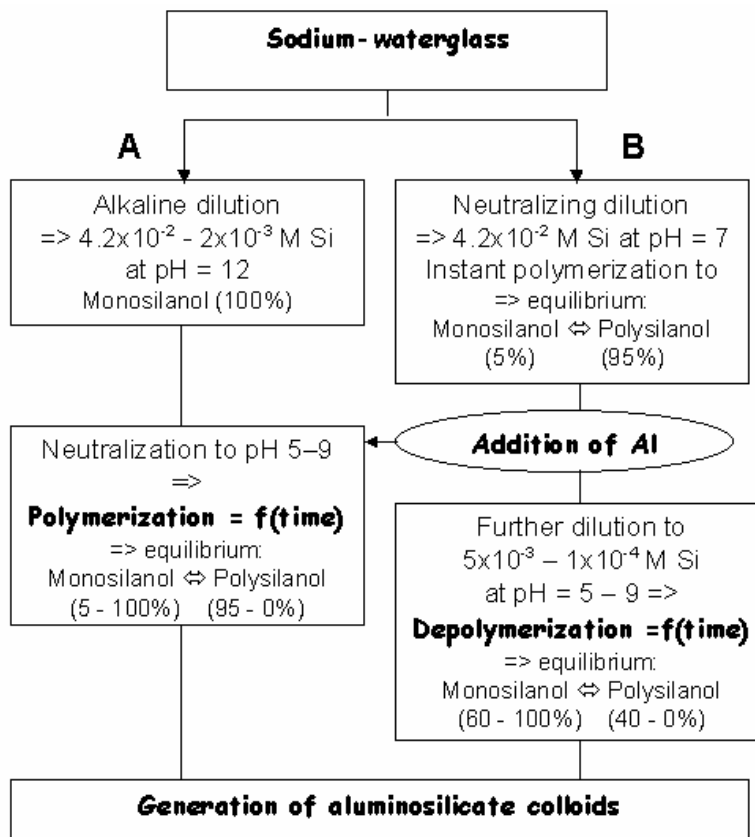 Sodium-waterglass
A
B
Alkaline dilution
=> 4.2x10⁻² - 2x10⁻³ M Si
at pH = 12
Monosilanol (100%)
Neutralizing dilution
=> 4.2x10⁻² M Si at pH = 7
Instant polymerization to
=> equilibrium:
Monosilanol ⇔ Polysilanol
(5%) (95%)
Addition of Al
Neutralization to pH 5–9
=>
Polymerization = f(time)
=> equilibrium:
Monosilanol ⇔ Polysilanol
(5 - 100%) (95 - 0%)
Further dilution to
5x10⁻³ – 1x10⁻⁴ M Si
at pH = 5 – 9 =>
Depolymerization =f(time)
=> equilibrium:
Monosilanol ⇔ Polysilanol
(60 - 100%) (40 - 0%)
Generation of aluminosilicate colloids